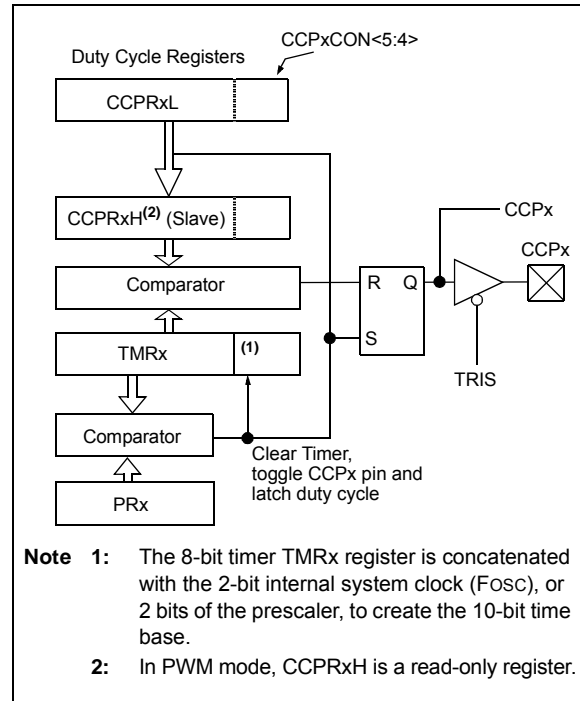 CCPxCON<5:4>
Duty Cycle Registers
CCPRxL
CCPRxH(2) (Slave)
CCPx
CCPx
Comparator
R Q
S
TMRx (1)
TRIS
Comparator
Clear Timer,
toggle CCPx pin and
latch duty cycle
PRx
Note 1: The 8-bit timer TMRx register is concatenated
with the 2-bit internal system clock (FOSC), or
2 bits of the prescaler, to create the 10-bit time
base.
2: In PWM mode, CCPRxH is a read-only register.